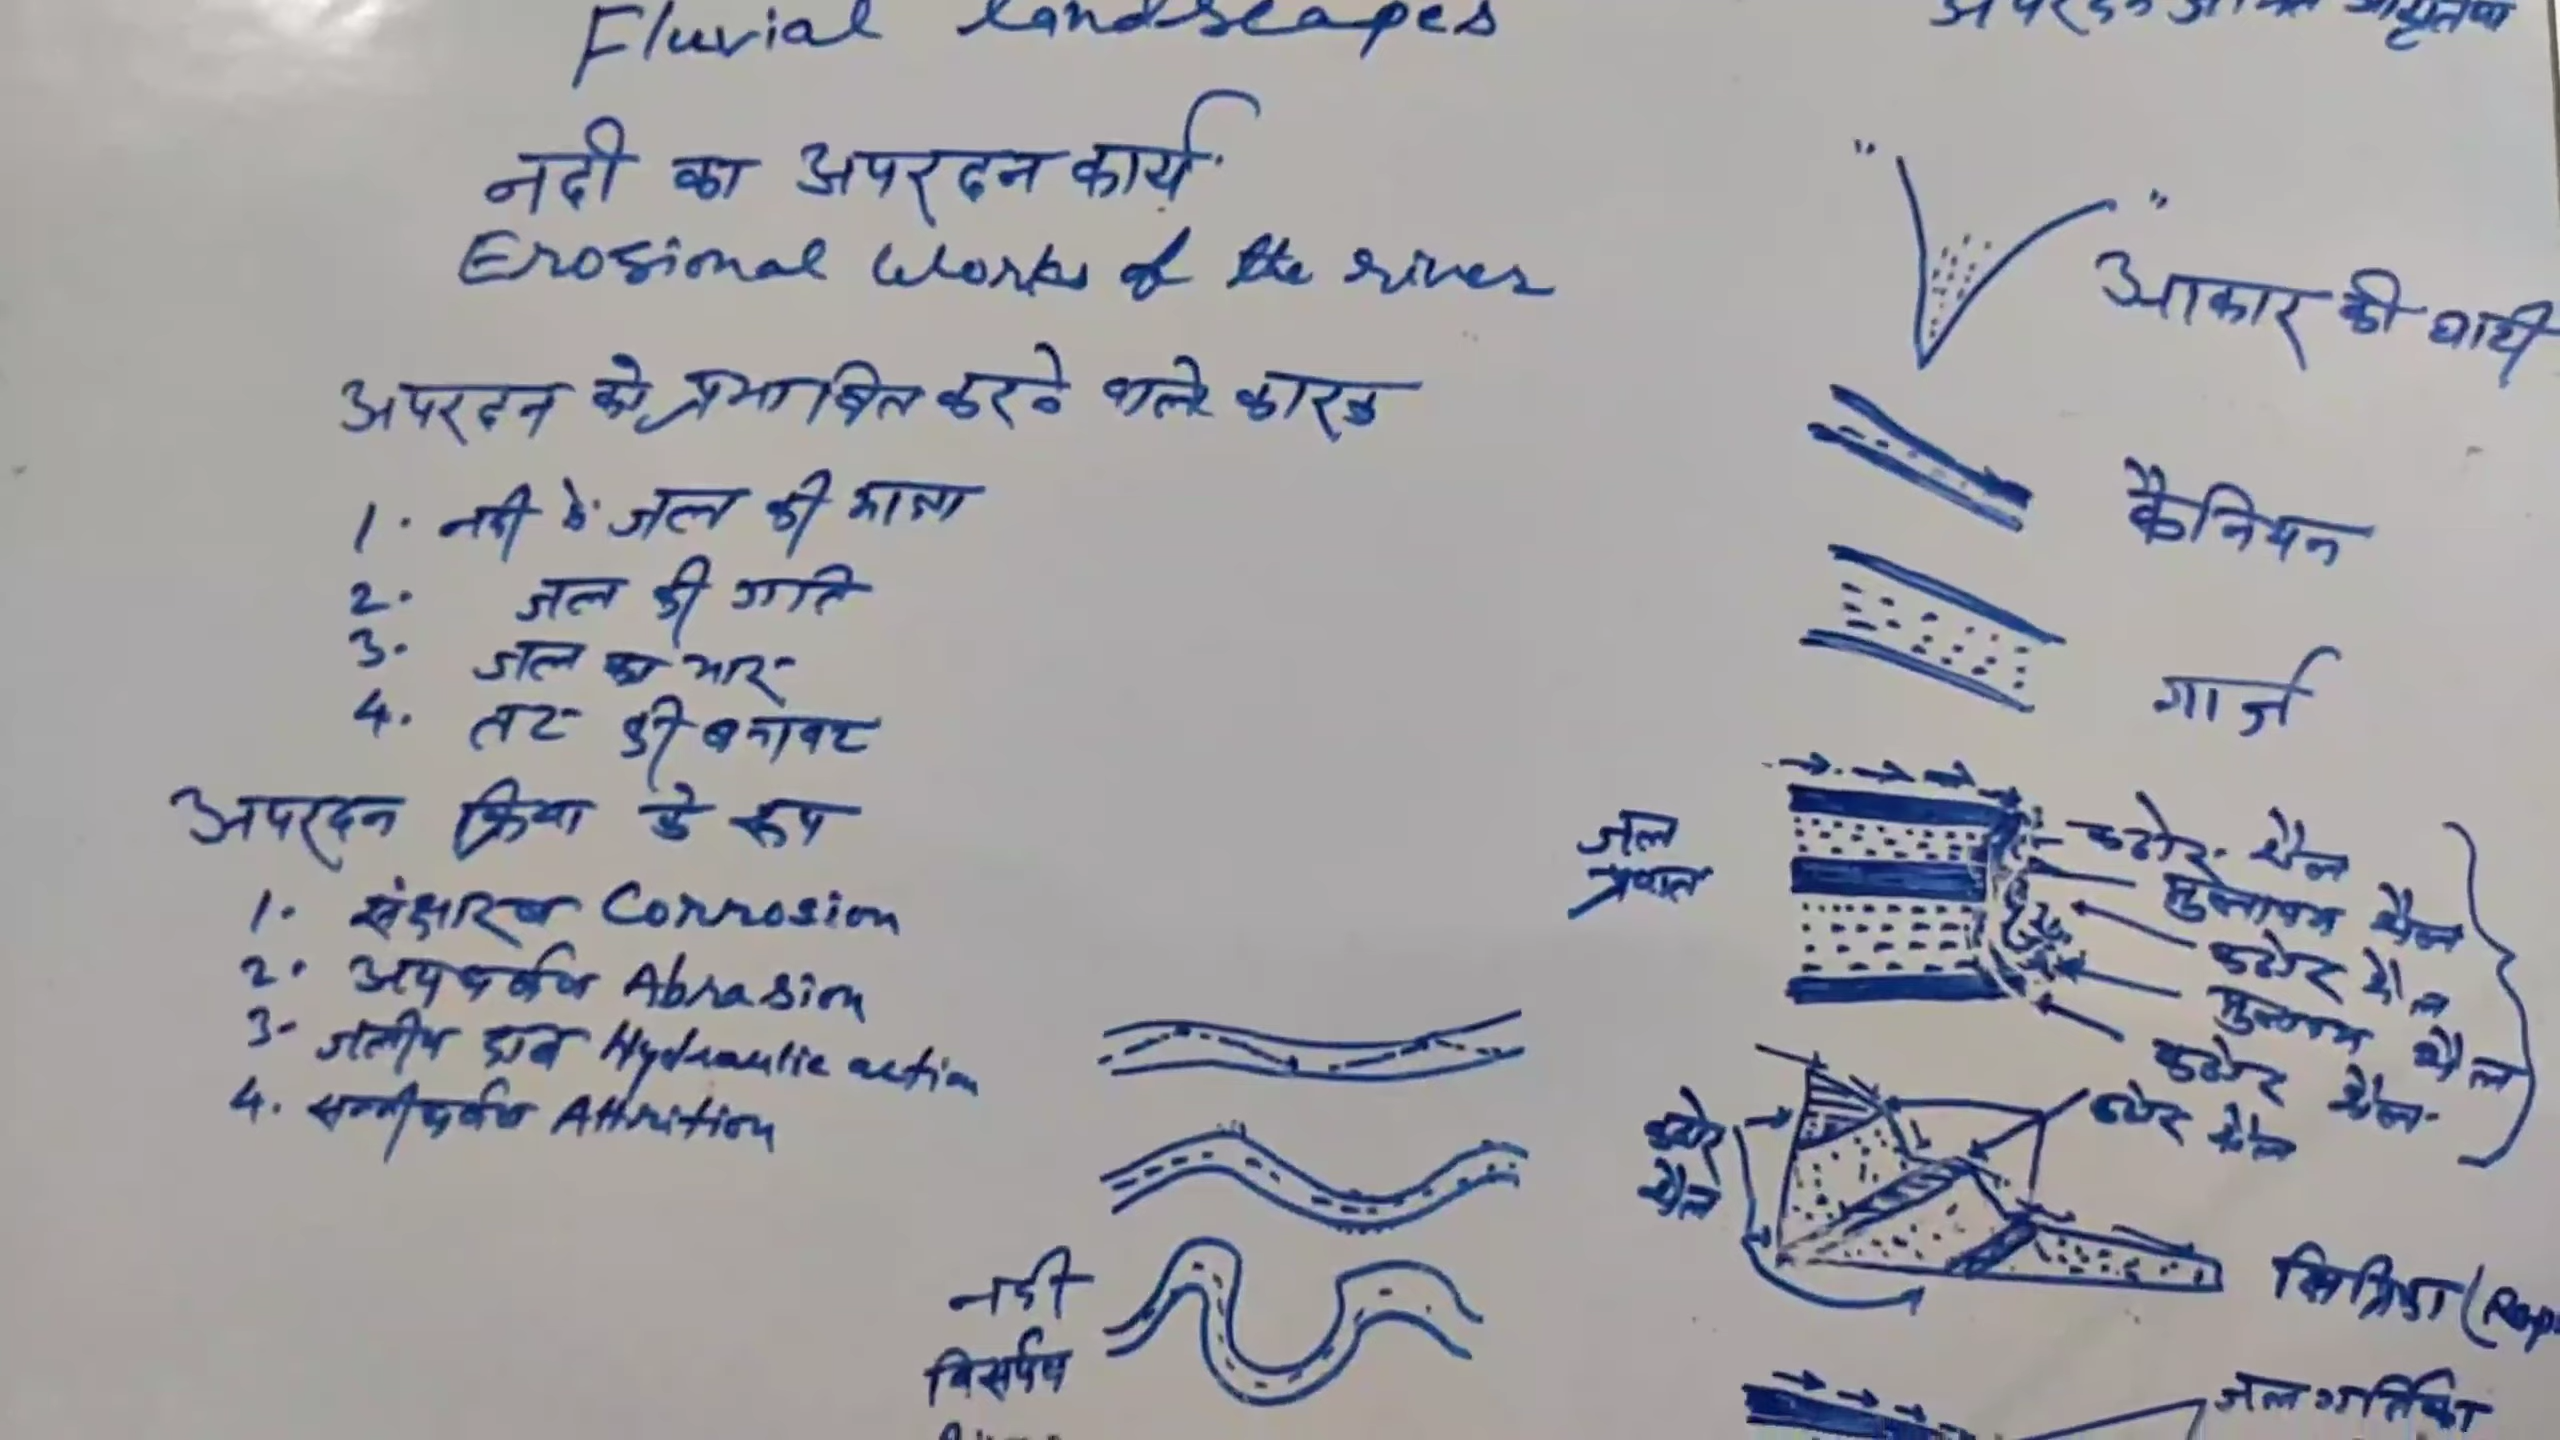 Fluvial landscapes
नदी का अपरदन कार्य
Erosional Works of the river
अपरदन को प्रभावित करने वाले कारक
1. नदी के जल की मात्रा
2. जल की गति
3. जल का भार
4. तट की बनावट
अपरदन क्रिया के रूप
1. संक्षारण Corrosion
2. अपघर्षण Abrasion
3. जलीय दाब Hydraulic action
4. सन्नीघर्षण Attrition
नदी
विसर्पण
अपरदन
" V " आकार की घाटी
कैनियन
गार्ज
जल
प्रपात
कठोर शैल
मुलायम शैल
कठोर शैल
मुलायम शैल
कठोर शैल
कठोर शैल
कठोर
शैल
जल गर्तिका